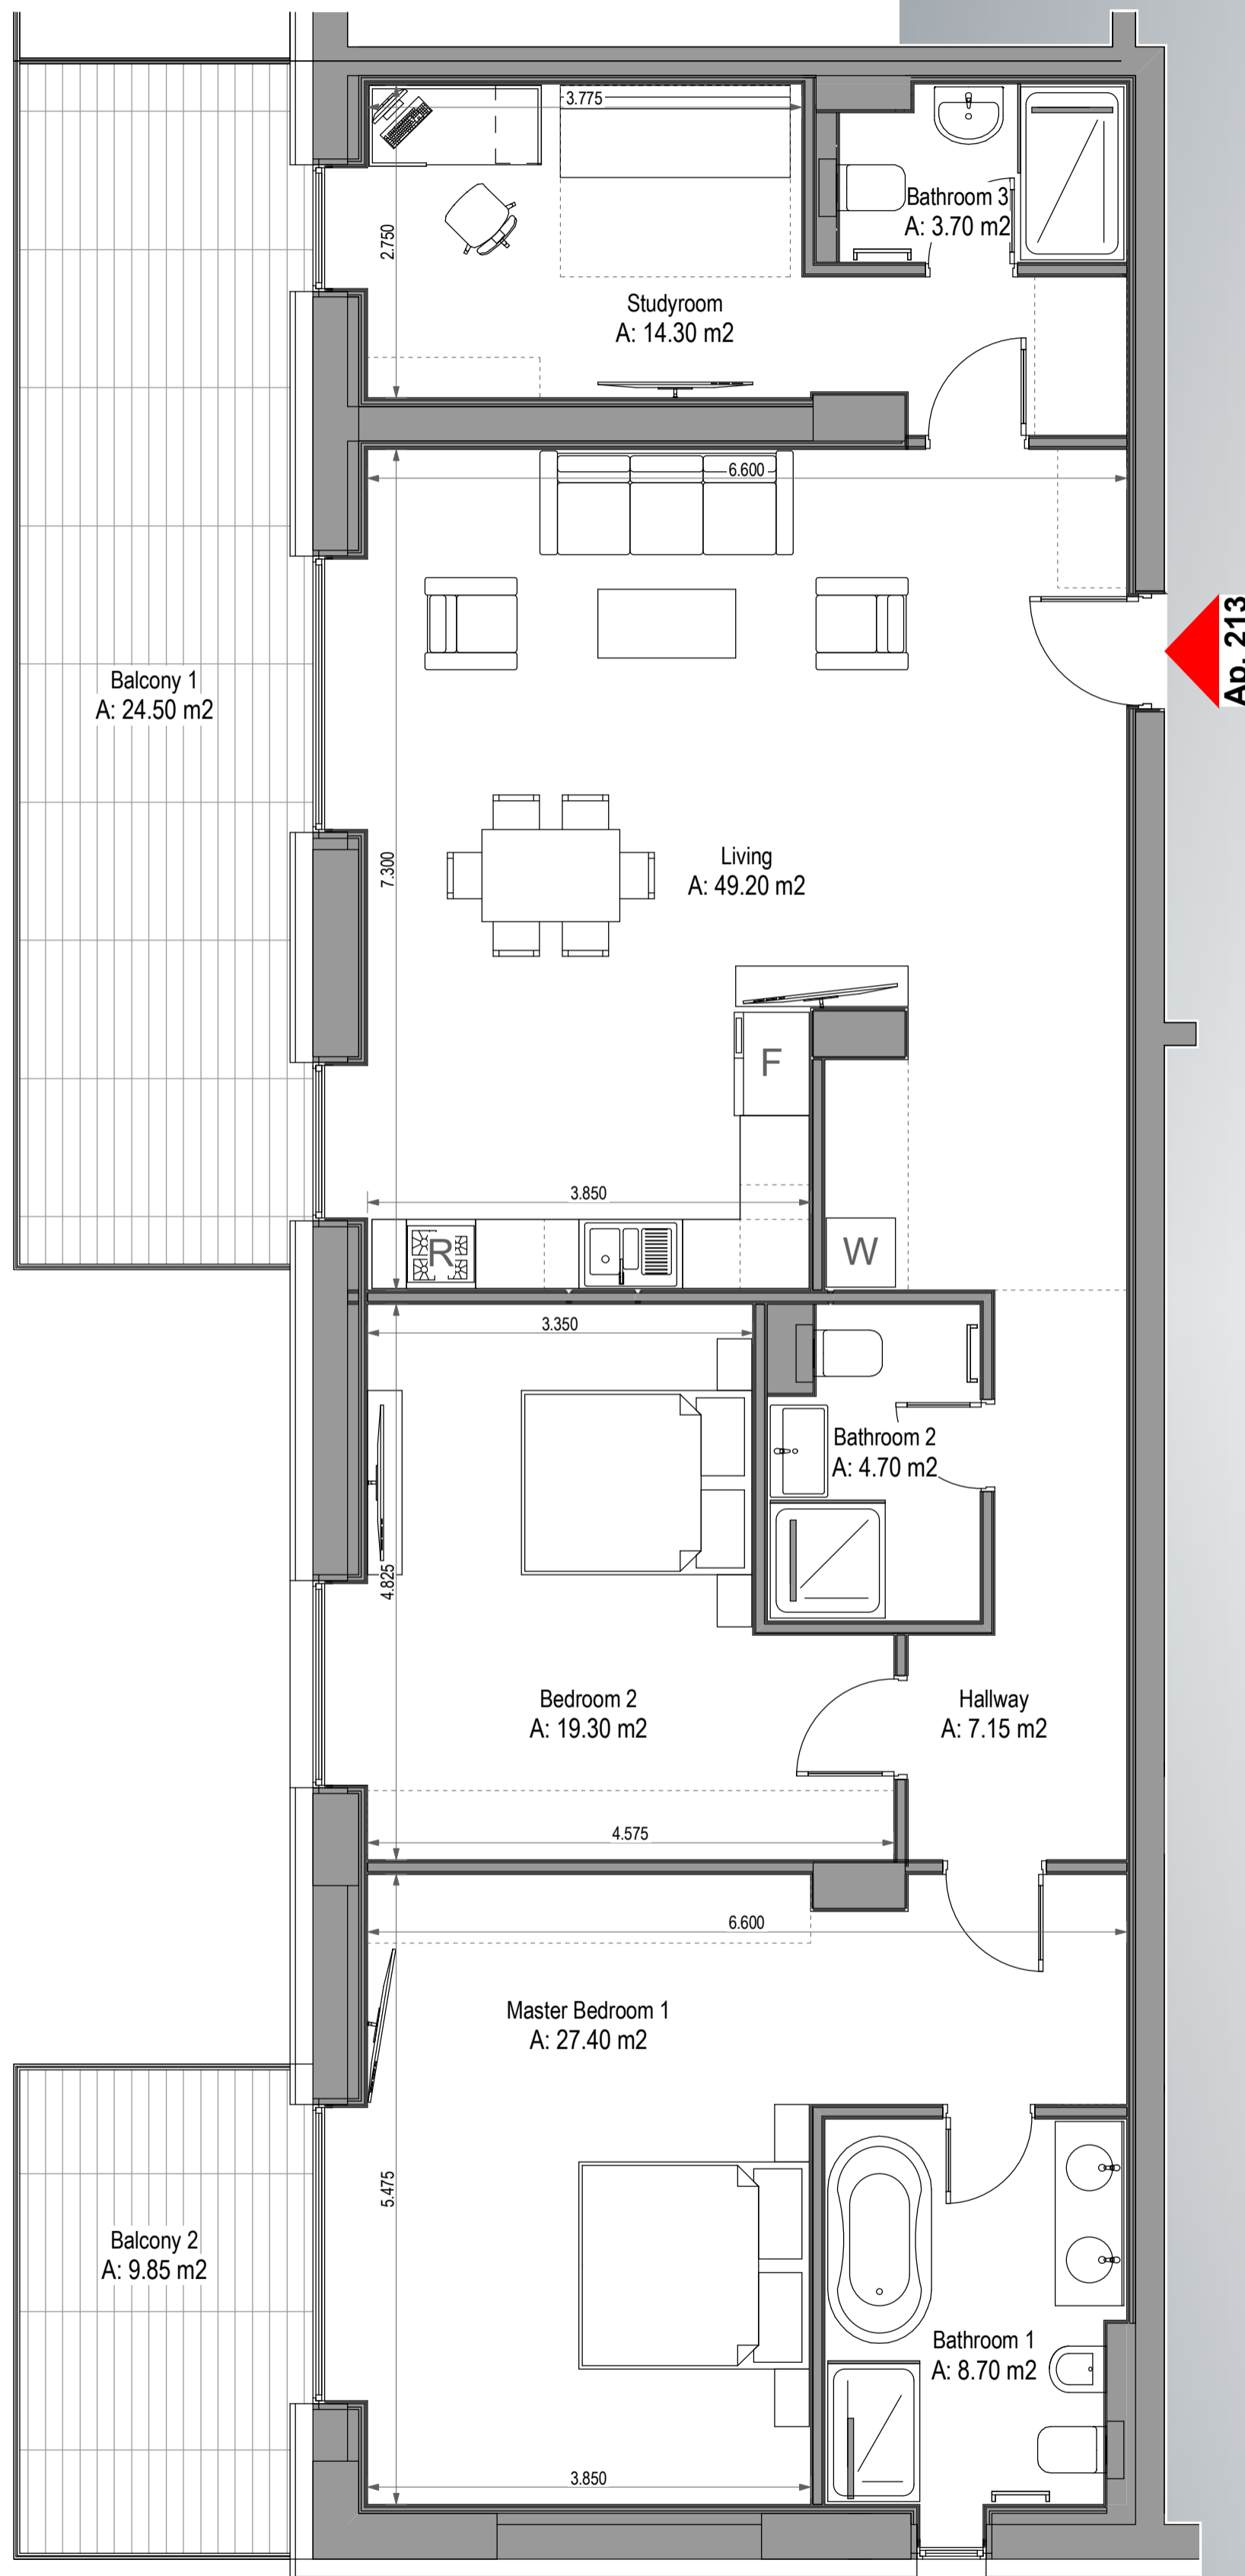 3.775
2.750
Bathroom 3
A: 3.70 m2
Studyroom
A: 14.30 m2
6.600
Ap. 213
Balcony 1
A: 24.50 m2
7.300
Living
A: 49.20 m2
F
3.850
R
W
3.350
Bathroom 2
A: 4.70 m2
4.825
Bedroom 2
A: 19.30 m2
Hallway
A: 7.15 m2
4.575
6.600
Master Bedroom 1
A: 27.40 m2
5.475
Balcony 2
A: 9.85 m2
Bathroom 1
A: 8.70 m2
3.850